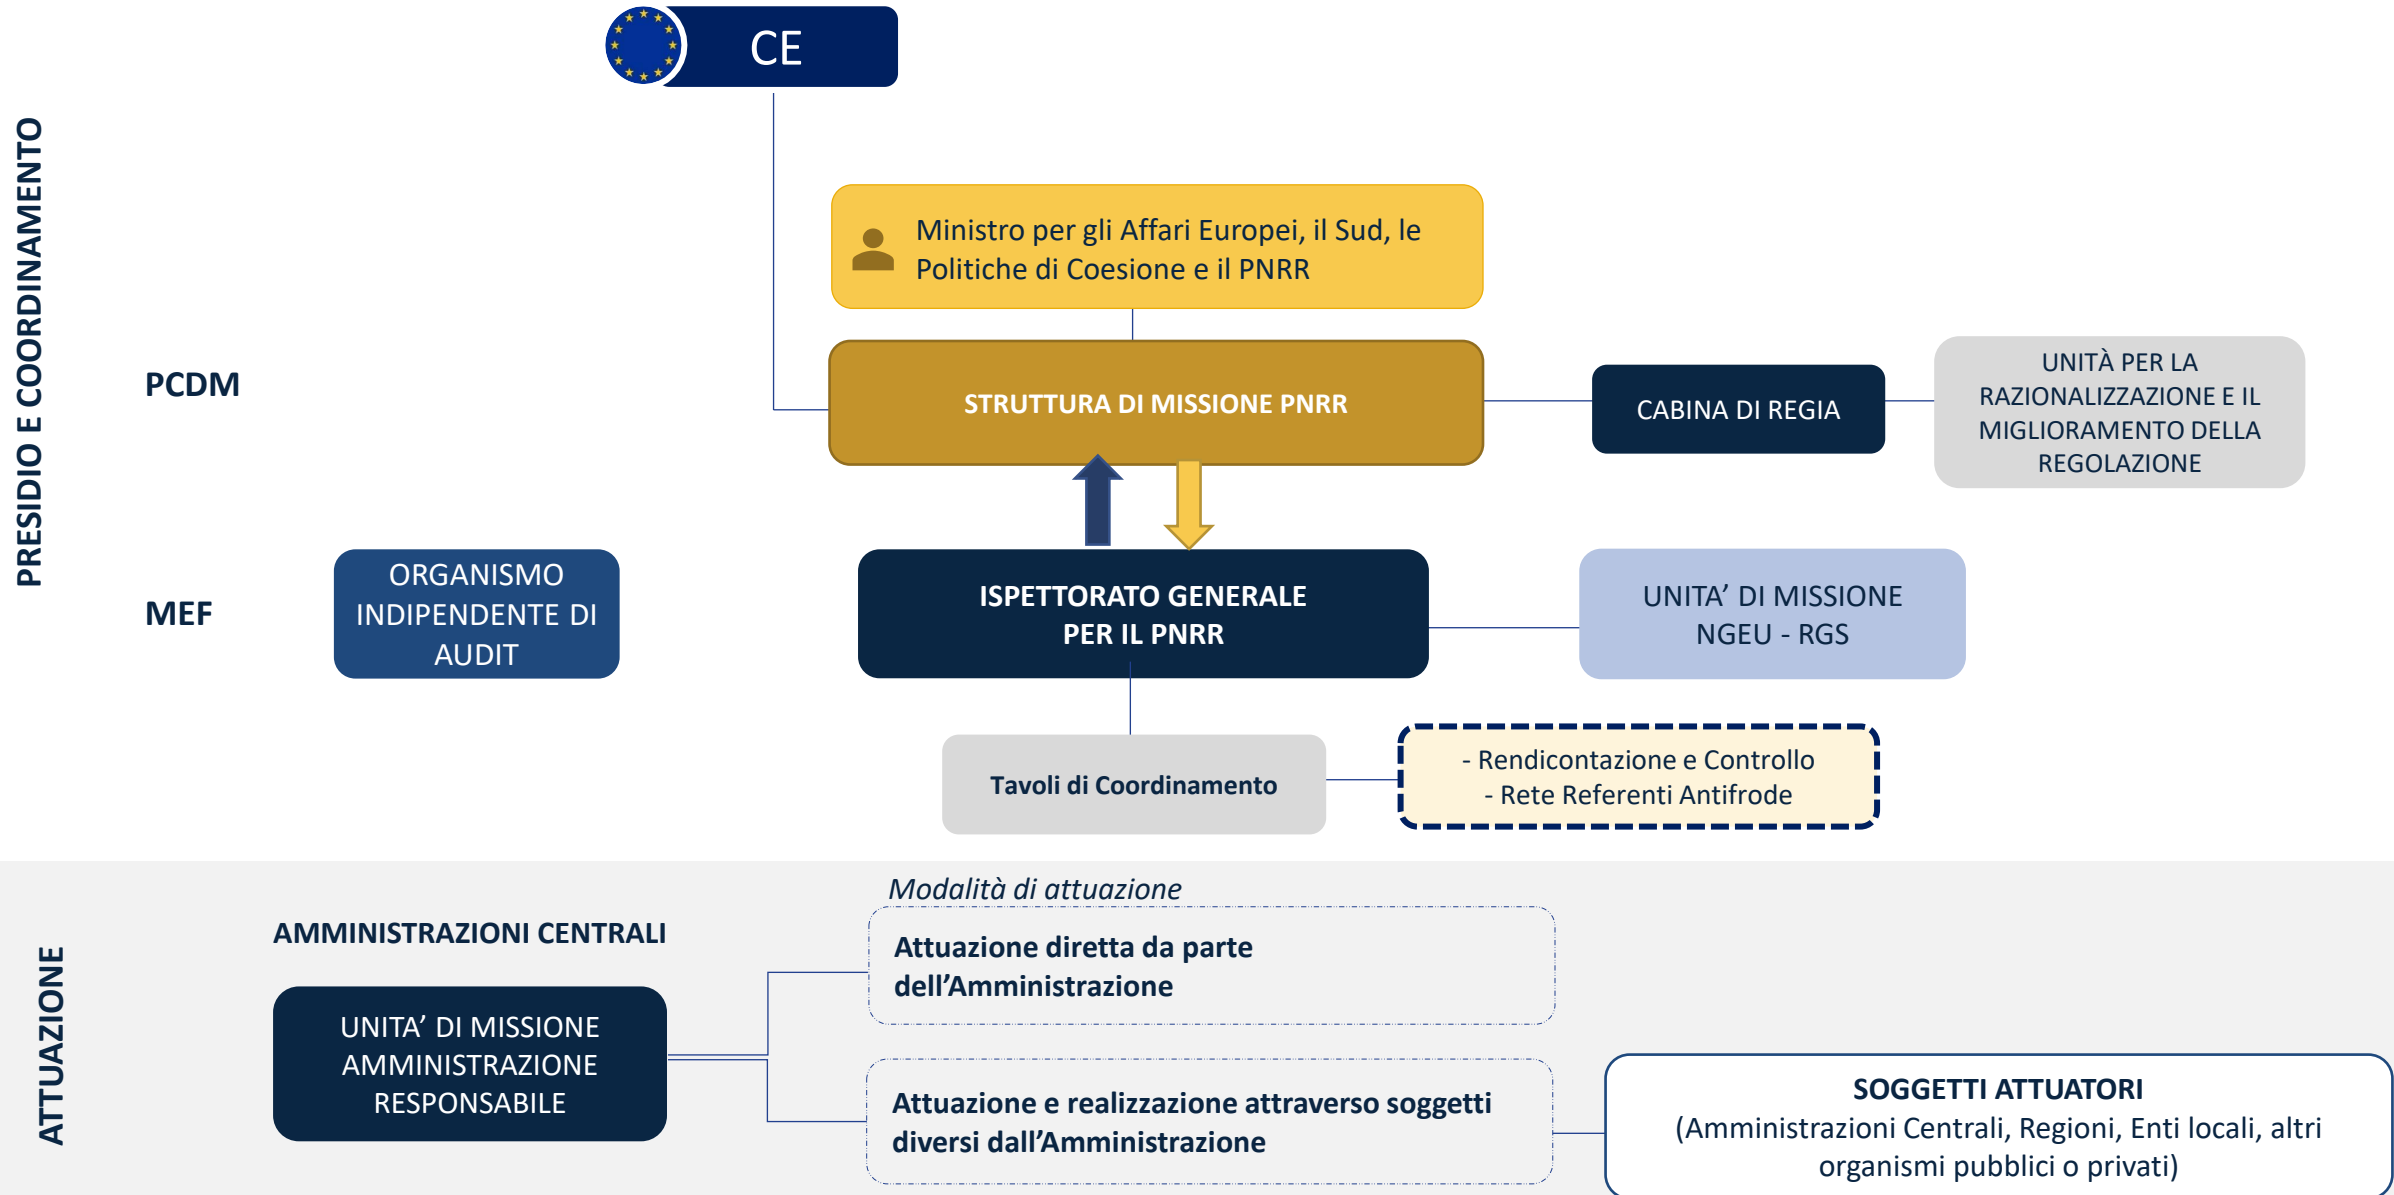 CE
PRESIDIO E COORDINAMENTO
Ministro per gli Affari Europei, il Sud, le
Politiche di Coesione e il PNRR
PCDM
STRUTTURA DI MISSIONE PNRR
CABINA DI REGIA
UNITÀ PER LA
RAZIONALIZZAZIONE E IL
MIGLIORAMENTO DELLA
REGOLAZIONE
MEF
ORGANISMO
INDIPENDENTE DI
AUDIT
ISPETTORATO GENERALE
PER IL PNRR
UNITA’ DI MISSIONE
NGEU - RGS
Tavoli di Coordinamento
- Rendicontazione e Controllo
- Rete Referenti Antifrode
ATTUAZIONE
AMMINISTRAZIONI CENTRALI
UNITA’ DI MISSIONE
AMMINISTRAZIONE
RESPONSABILE
Modalità di attuazione
Attuazione diretta da parte
dell’Amministrazione
Attuazione e realizzazione attraverso soggetti
diversi dall’Amministrazione
SOGGETTI ATTUATORI
(Amministrazioni Centrali, Regioni, Enti locali, altri
organismi pubblici o privati)